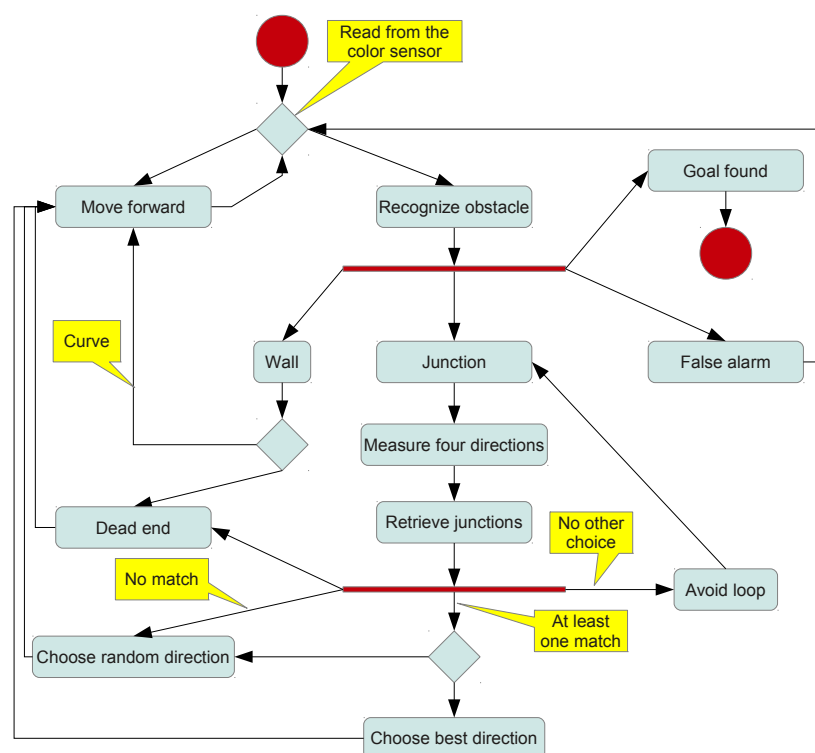 Read from the
color sensor
Goal found
Move forward
Recognize obstacle
Curve
Wall
Junction
False alarm
Measure four directions
Dead end
Retrieve junctions
No other
choice
No match
Avoid loop
At least
one match
Choose random direction
Choose best direction